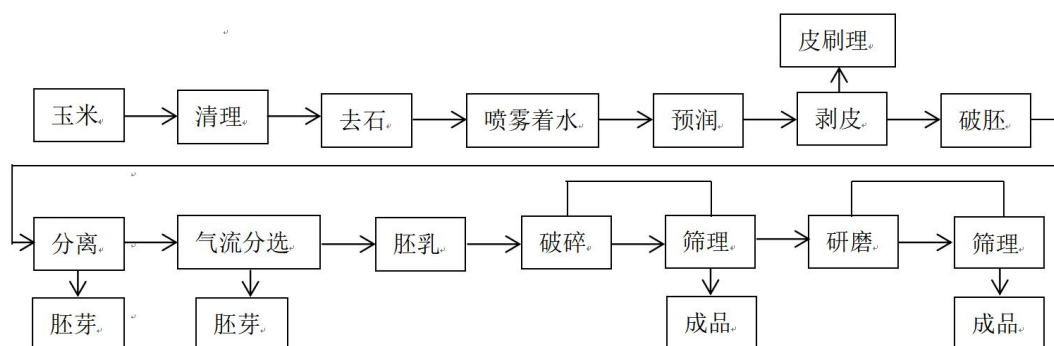 皮刷理
玉米
清理
去石
喷雾着水
预润
剥皮
破胚
分离
气流分选
胚乳
破碎
筛理
研磨
筛理
胚芽
胚芽
成品
成品